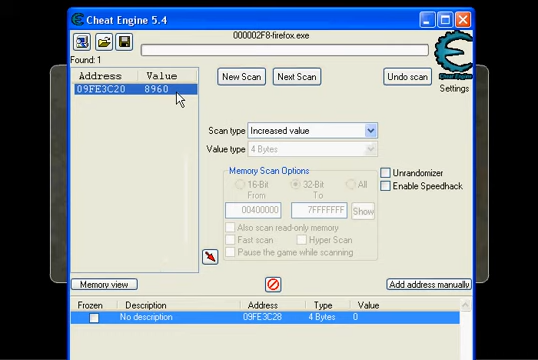 Cheat Engine 5.4
000002F8-firefox.exe
Found: 1
Address Value
09FE3C20 8960
New Scan Next Scan Undo scan
Settings
Scan type Increased value
Value type 4 Bytes
Memory Scan Options
16-Bit 32-Bit All
From To
00400000 7FFFFFFF Show
Also scan read-only memory
Fast scan Hyper Scan
Pause the game while scanning
Unrandomizer
Enable Speedhack
Memory view Add address manually
Frozen Description Address Type Value
No description 09FE3C28 4 Bytes 0